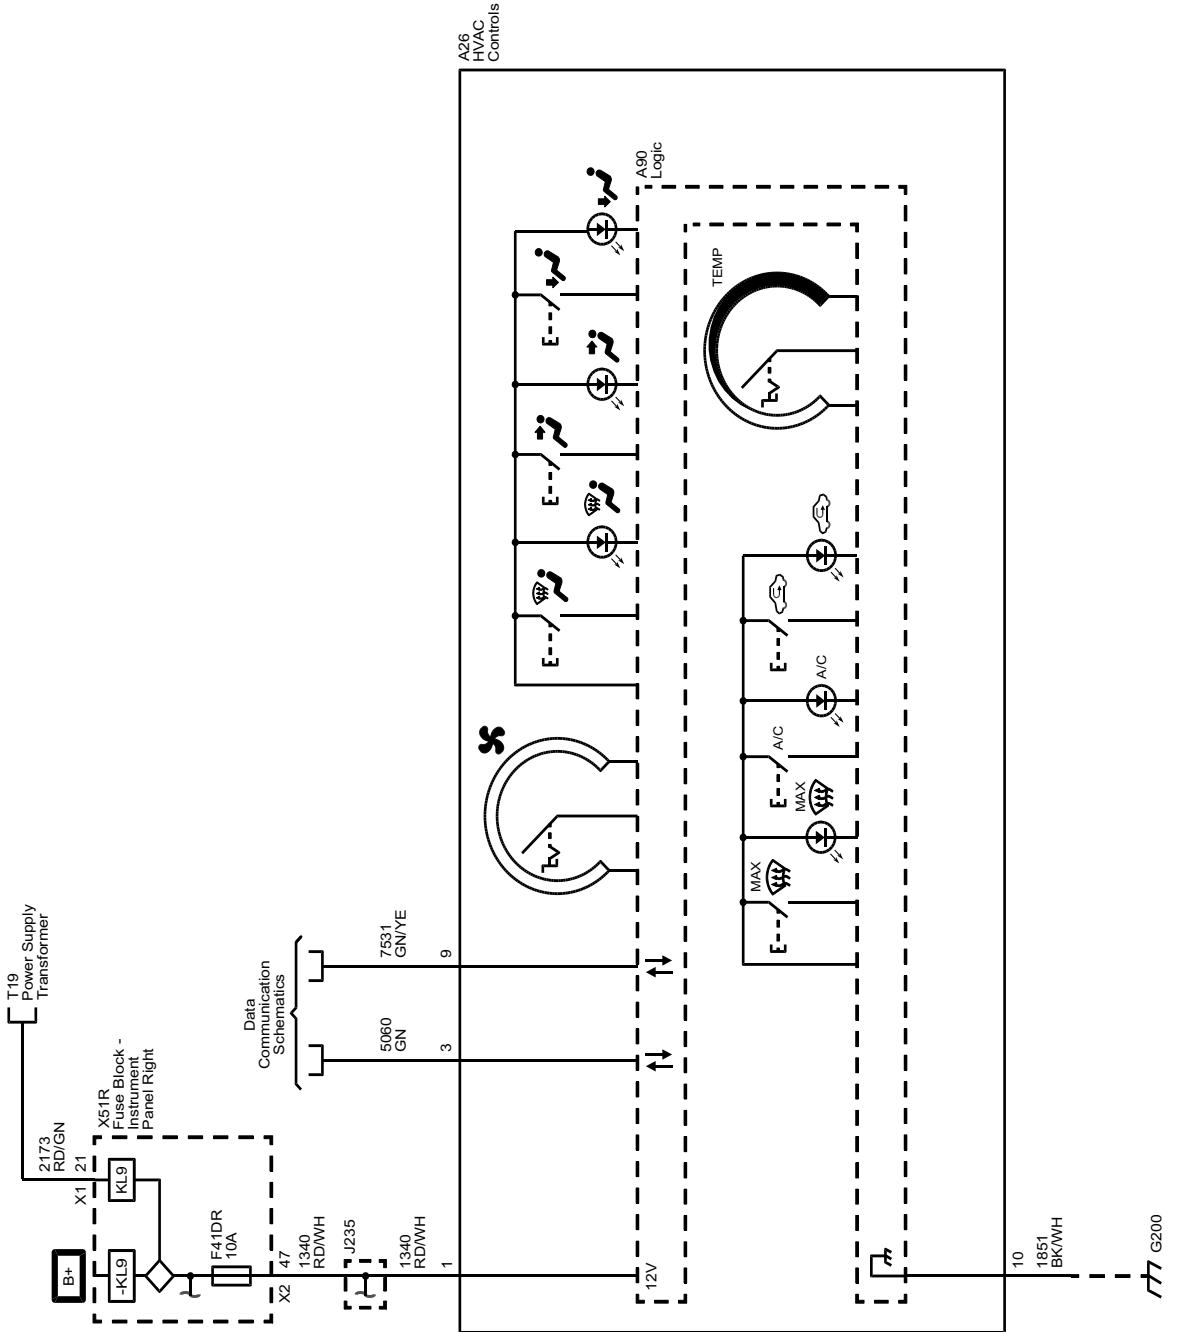 A26
HVAC
Controls
A90
Logic
TEMP
T19
Power Supply
Transformer
2173
RD/GN
X1
21
X51R
Fuse Block -
Instrument
Panel Right
B+
-KL9
KL9
F41DR
10A
X2
47
1340
RD/WH
J235
1340
RD/WH
1
12V
Data
Communication
Schematics
5060
GN
3
7531
GN/YE
9
MAX
MAX
A/C
A/C
10
1851
BK/WH
G200